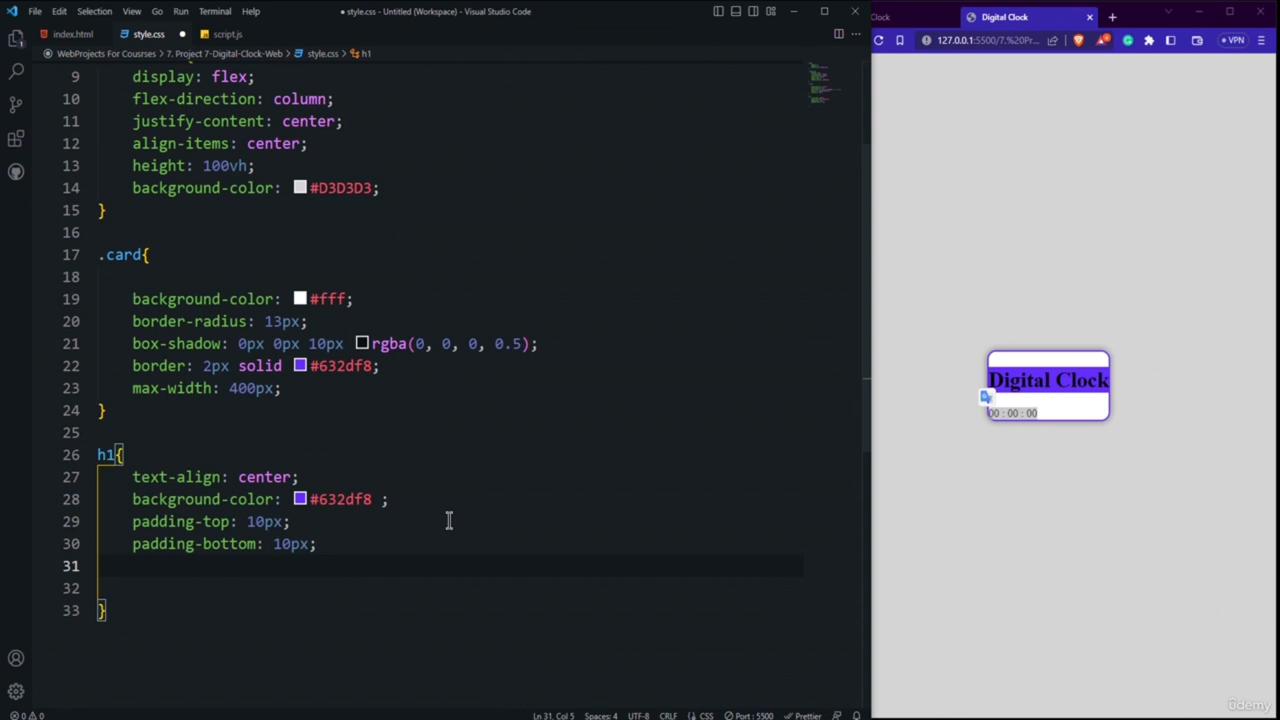 File Edit Selection View Go Run Terminal Help
● style.css - Untitled (Workspace) - Visual Studio Code
index.html style.css ● script.js
WebProjects For Coursses > 7. Project 7-Digital-Clock-Web > style.css > h1
9 display: flex;
10 flex-direction: column;
11 justify-content: center;
12 align-items: center;
13 height: 100vh;
14 background-color: #D3D3D3;
15 }
16
17 .card{
18
19 background-color: #fff;
20 border-radius: 13px;
21 box-shadow: 0px 0px 10px rgba(0, 0, 0, 0.5);
22 border: 2px solid #632df8;
23 max-width: 400px;
24 }
25
26 h1{
27 text-align: center;
28 background-color: #632df8 ;
29 padding-top: 10px;
30 padding-bottom: 10px;
31
32
33 }
0 0 Ln 31, Col 5 Spaces: 4 UTF-8 CRLF CSS Port : 5500 Prettier
Clock Digital Clock
127.0.0.1:5500/7.%20Pr... VPN
Digital Clock
00 : 00 : 00
ûdemy